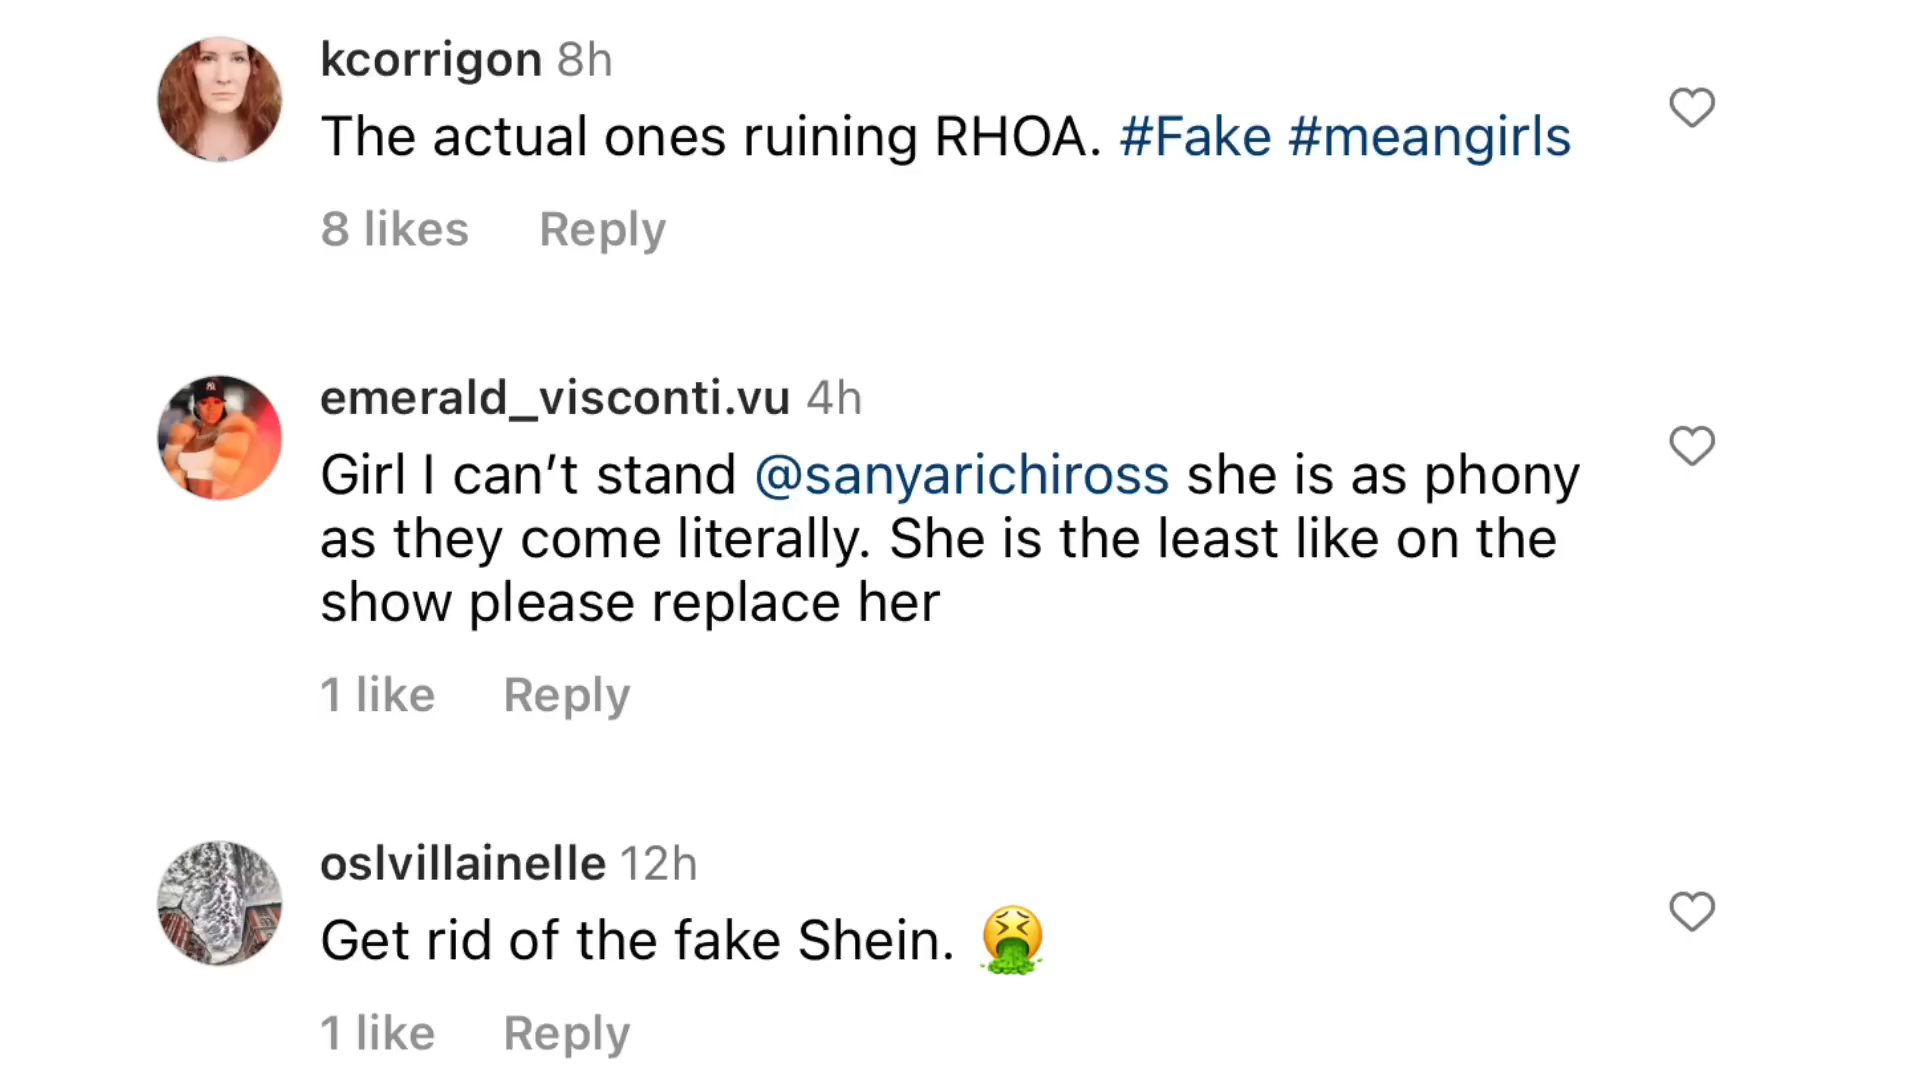 kcorrigon 8h
The actual ones ruining RHOA. #Fake #meangirls
8 likes Reply
emerald_visconti.vu 4h
Girl I can’t stand @sanyarichiross she is as phony
as they come literally. She is the least like on the
show please replace her
1 like Reply
oslvillainelle 12h
Get rid of the fake Shein. 🤮
1 like Reply